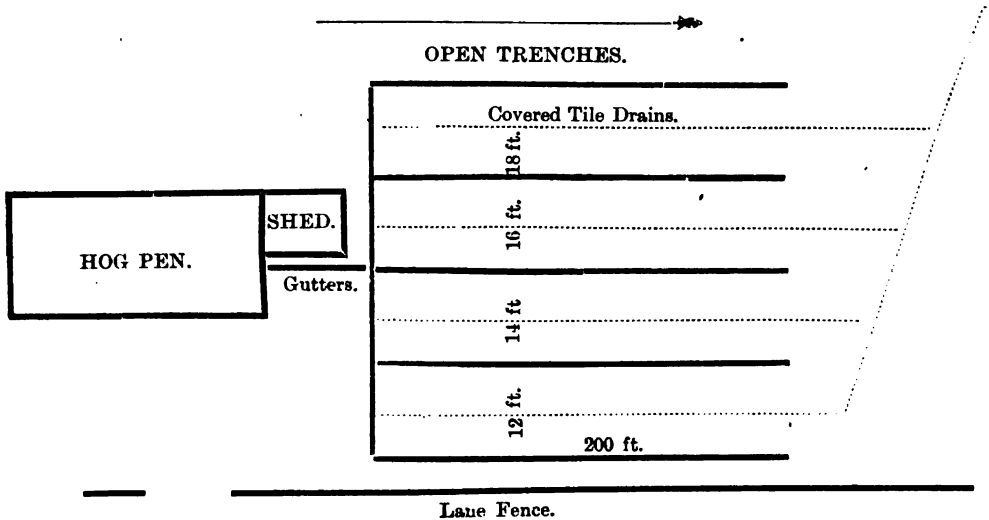 OPEN TRENCHES.
Covered Tile Drains.
18 ft.
SHED.
16 ft.
HOG PEN.
Gutters.
14 ft
12 ft.
200 ft.
Lane Fence.